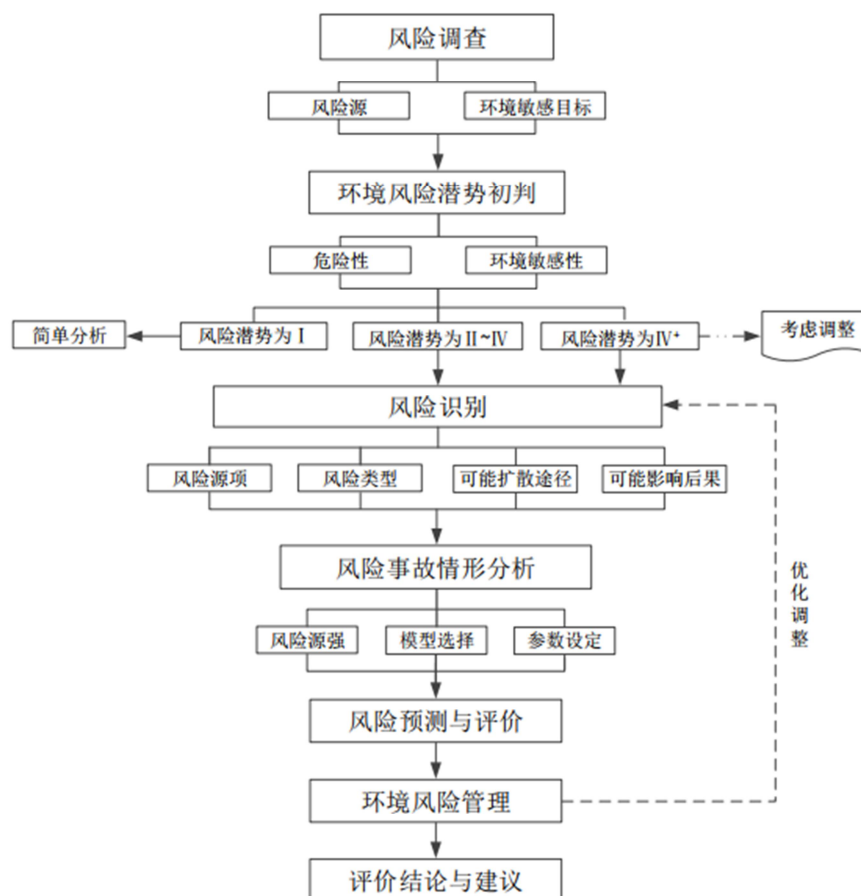 风险调查
风险源
环境敏感目标
环境风险潜势初判
危险性
环境敏感性
简单分析
风险潜势为Ⅰ
风险潜势为Ⅱ~Ⅳ
风险潜势为Ⅳ⁺
考虑调整
风险识别
风险源项
风险类型
可能扩散途径
可能影响后果
风险事故情形分析
优化调整
风险源强
模型选择
参数设定
风险预测与评价
环境风险管理
评价结论与建议